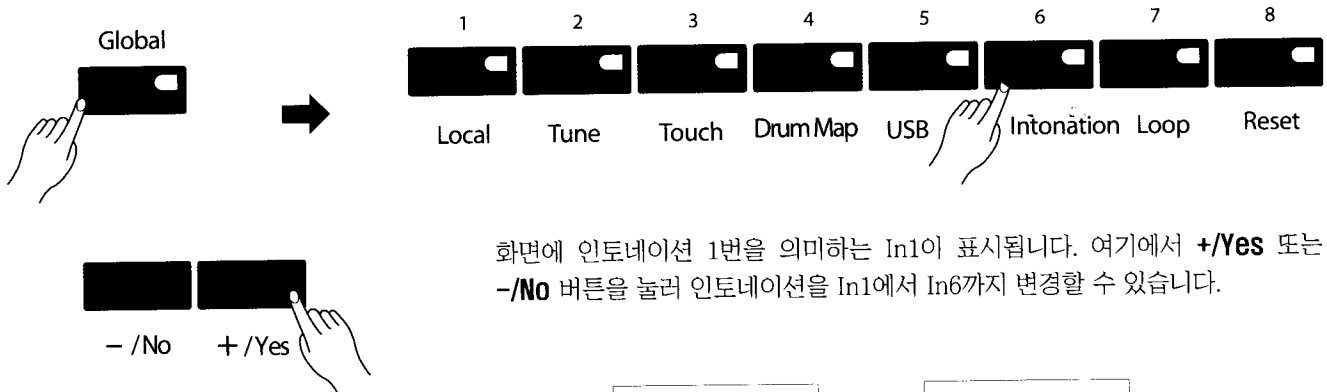 Global
1 2 3 4 5 6 7 8
Local Tune Touch Drum Map USB Intonation Loop Reset
화면에 인토네이션 1번을 의미하는 In1이 표시됩니다. 여기에서 +/Yes 또는
-/No 버튼을 눌러 인토네이션을 In1에서 In6까지 변경할 수 있습니다.
- /No + /Yes